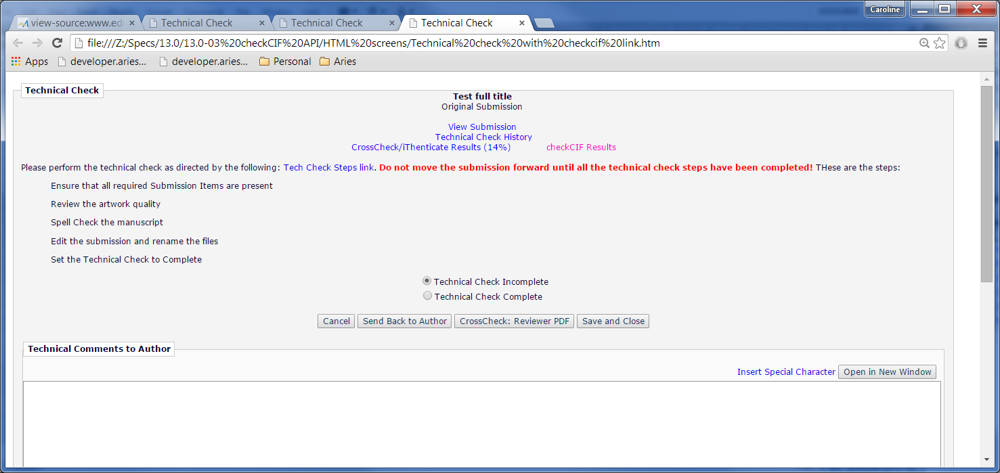 Caroline
view-source:www.edi
Technical Check
Technical Check
Technical Check
file:///Z:/Specs/13.0/13.0-03%20checkCIF%20API/HTML%20screens/Technical%20check%20with%20checkcif%20link.htm
Apps developer.aries... developer.aries... Personal Aries
Technical Check
Test full title
Original Submission
View Submission
Technical Check History
CrossCheck/iThenticate Results (14%) checkCIF Results
Please perform the technical check as directed by the following: Tech Check Steps link. Do not move the submission forward until all the technical check steps have been completed! THese are the steps:
Ensure that all required Submission Items are present
Review the artwork quality
Spell Check the manuscript
Edit the submission and rename the files
Set the Technical Check to Complete
Technical Check Incomplete
Technical Check Complete
Cancel Send Back to Author CrossCheck: Reviewer PDF Save and Close
Technical Comments to Author
Insert Special Character Open in New Window